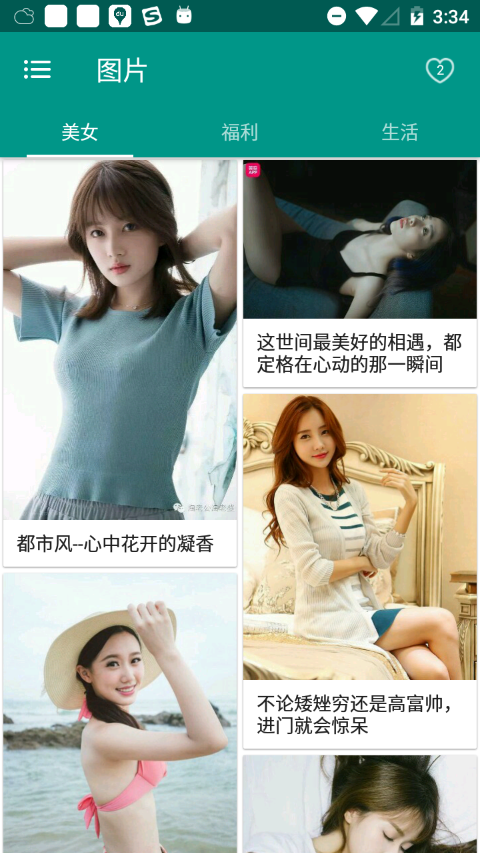 3:34
图片
2
美女
福利
生活
都市风--心中花开的凝香
这世间最美好的相遇，都
定格在心动的那一瞬间
不论矮矬穷还是高富帅，
进门就会惊呆